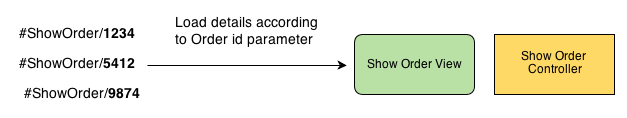 #ShowOrder/1234
#ShowOrder/5412
#ShowOrder/9874
Load details according
to Order id parameter
Show Order View
Show Order
Controller